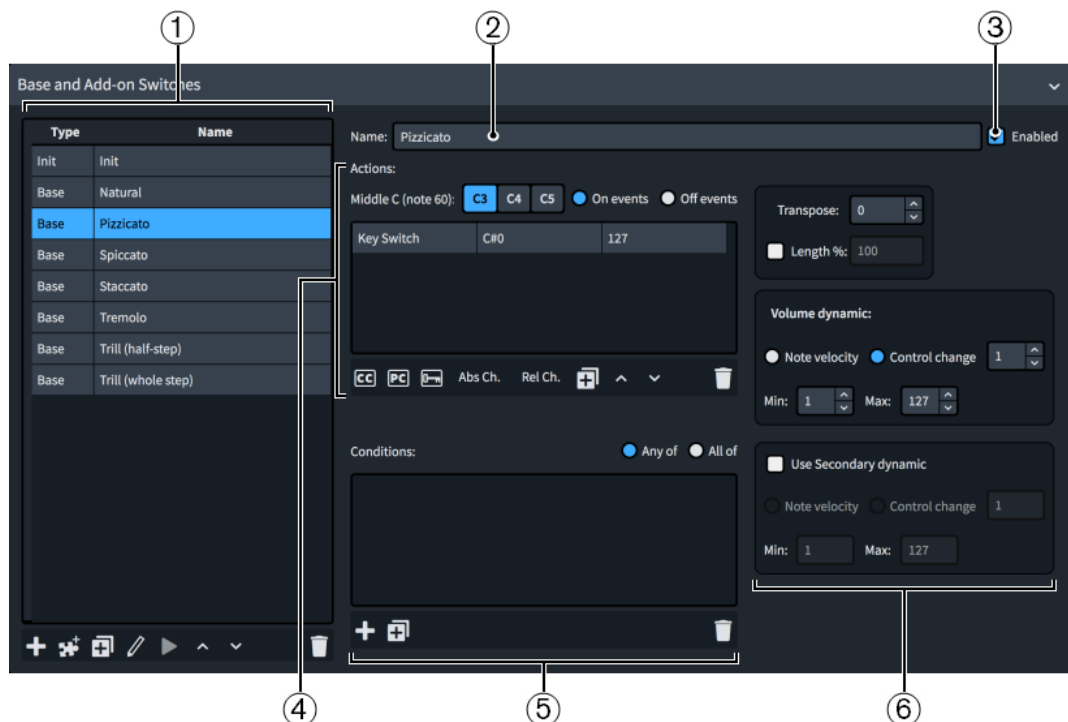 ① ② ③
Base and Add-on Switches
Type Name
Init Init
Base Natural
Base Pizzicato
Base Spiccato
Base Staccato
Base Tremolo
Base Trill (half-step)
Base Trill (whole step)
Name: Pizzicato Enabled
Actions:
Middle C (note 60): C3 C4 C5 On events Off events
Key Switch C#0 127
CC PC Abs Ch. Rel Ch.
Conditions: Any of All of
Transpose: 0
Length %: 100
Volume dynamic:
Note velocity Control change 1
Min: 1 Max: 127
Use Secondary dynamic
Note velocity Control change 1
Min: 1 Max: 127
④ ⑤ ⑥